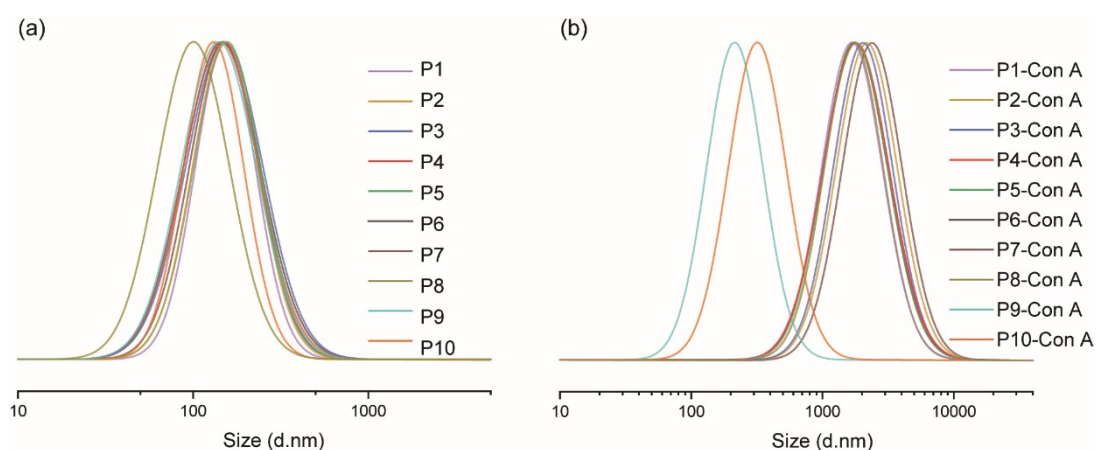 (a)
P1
P2
P3
P4
P5
P6
P7
P8
P9
P10
10
100
1000
Size (d.nm)
(b)
P1-Con A
P2-Con A
P3-Con A
P4-Con A
P5-Con A
P6-Con A
P7-Con A
P8-Con A
P9-Con A
P10-Con A
10
100
1000
10000
Size (d.nm)